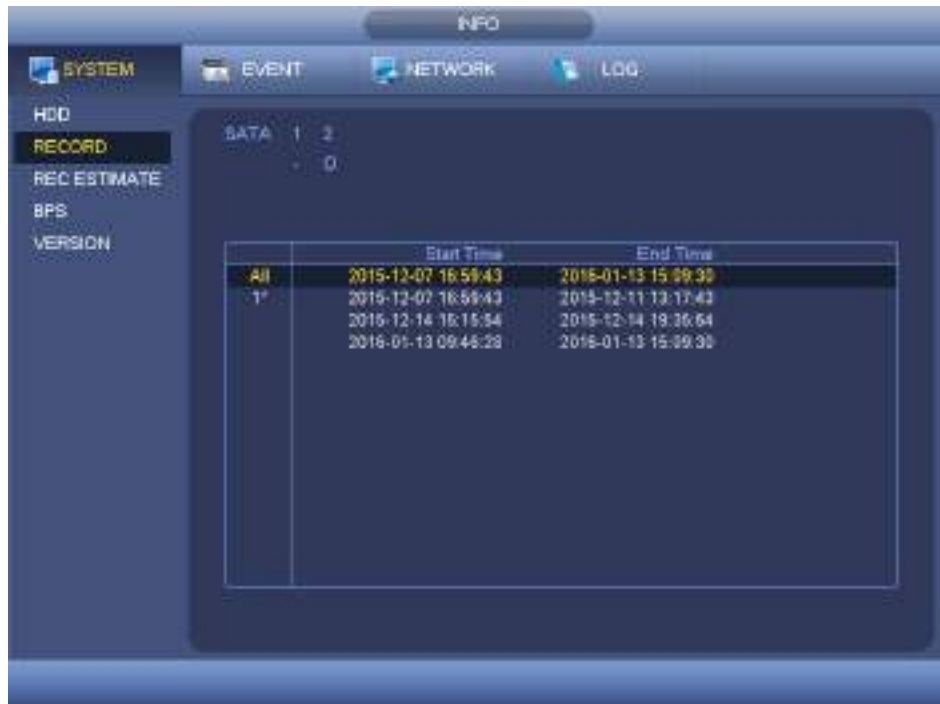 INFO
SYSTEM EVENT NETWORK LOG
HDD
RECORD
REC ESTIMATE
BPS
VERSION
SATA 1 2
- O
Start Time End Time
All 2015-12-07 16:59:43 2016-01-13 15:09:30
1* 2015-12-07 16:59:43 2015-12-11 13:17:43
2015-12-14 15:15:54 2015-12-14 19:35:54
2016-01-13 09:46:28 2016-01-13 15:09:30